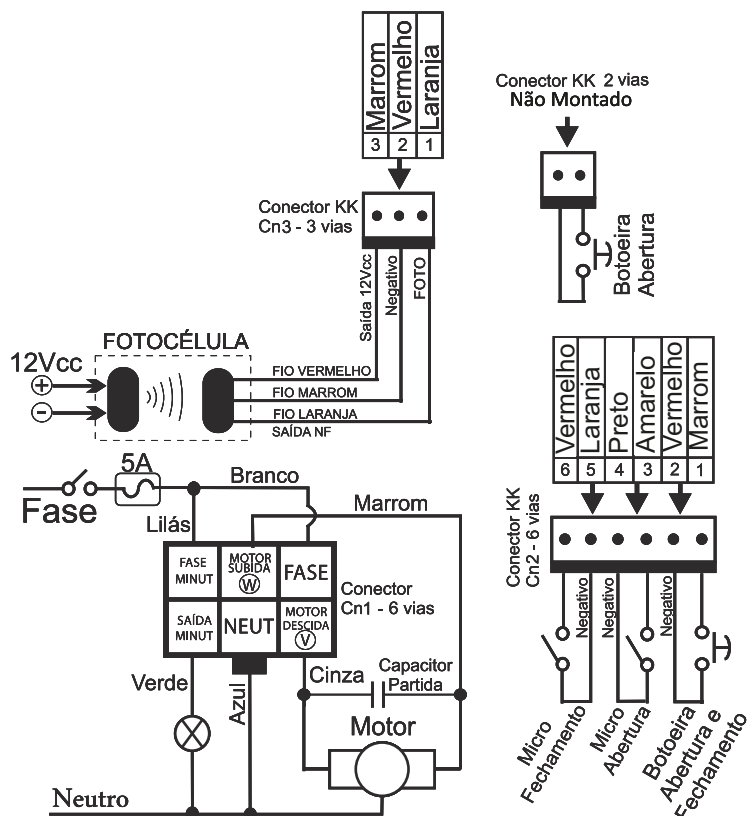 Marrom
Vermelho
Laranja
3
2
1
Conector KK
Cn3 - 3 vias
Saída 12Vcc
Negativo
FOTO
Conector KK 2 vias
Não Montado
Botoeira
Abertura
FOTOCÉLULA
12Vcc
+
-
FIO VERMELHO
FIO MARROM
FIO LARANJA
SAÍDA NF
Vermelho
Laranja
Preto
Amarelo
Vermelho
Marrom
6
5
4
3
2
1
Conector KK
Cn2 - 6 vias
Negativo
Negativo
Negativo
Micro
Fechamento
Micro
Abertura
Botoeira
Abertura e
Fechamento
5A
Fase
Branco
Lilás
Marrom
FASE
MINUT
MOTOR
SUBIDA
W
FASE
SAÍDA
MINUT
NEUT
MOTOR
DESCIDA
V
Conector
Cn1 - 6 vias
Verde
Azul
Cinza
Capacitor
Partida
Motor
Neutro